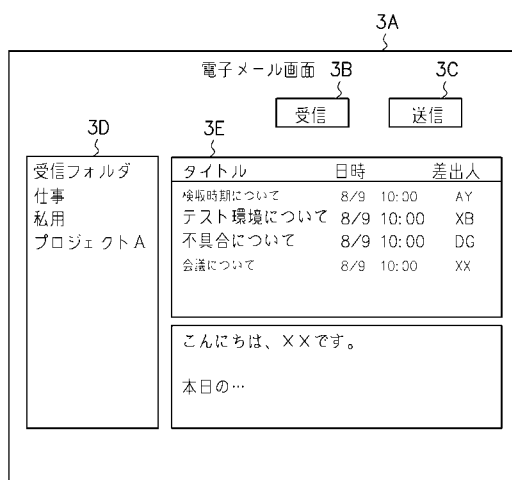 3A
電子メール画面 3B 3C
受信 送信
3D 3E
受信フォルダ
仕事
私用
プロジェクトA
タイトル 日時 差出人
検収時期について 8/9 10:00 AY
テスト環境について 8/9 10:00 XB
不具合について 8/9 10:00 DG
会議について 8/9 10:00 XX
こんにちは、XXです。
本日の…